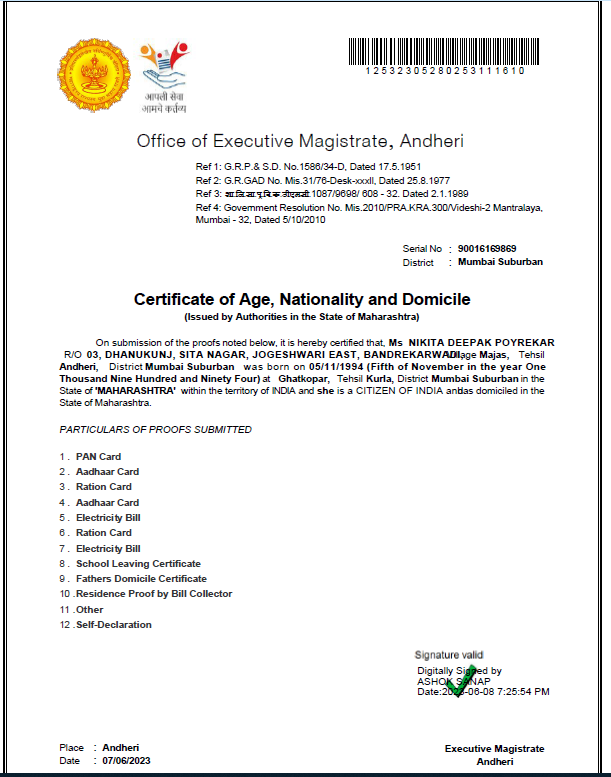 आपली सेवा
आमचे कर्तव्य
12532305280253111610
Office of Executive Magistrate, Andheri
Ref 1: G.R.P.& S.D. No.1586/34-D, Dated 17.5.1951
Ref 2: G.R.GAD No. Mis.31/76-Desk-xxxII, Dated 25.8.1977
Ref 3: 1087/9698/ 608 - 32. Dated 2.1.1989
Ref 4: Government Resolution No. Mis.2010/PRA.KRA.300/Videshi-2 Mantralaya,
Mumbai - 32, Dated 5/10/2010
Serial No : 90016169869
District : Mumbai Suburban
Certificate of Age, Nationality and Domicile
(Issued by Authorities in the State of Maharashtra)
On submission of the proofs noted below, it is hereby certified that, Ms NIKITA DEEPAK POYREKAR
R/O 03, DHANUKUNJ, SITA NAGAR, JOGESHWARI EAST, BANDREKARWADI, Village Majas, Tehsil
Andheri, District Mumbai Suburban was born on 05/11/1994 (Fifth of November in the year One
Thousand Nine Hundred and Ninety Four) at Ghatkopar, Tehsil Kurla, District Mumbai Suburban in the
State of 'MAHARASHTRA' within the territory of INDIA and she is a CITIZEN OF INDIA and has domiciled in the
State of Maharashtra.
PARTICULARS OF PROOFS SUBMITTED
1 . PAN Card
2 . Aadhaar Card
3 . Ration Card
4 . Aadhaar Card
5 . Electricity Bill
6 . Ration Card
7 . Electricity Bill
8 . School Leaving Certificate
9 . Fathers Domicile Certificate
10 . Residence Proof by Bill Collector
11 . Other
12 . Self-Declaration
Signature valid
Digitally Signed by
ASHOK SANAP
Date:2023-06-08 7:25:54 PM
Place : Andheri
Date : 07/06/2023
Executive Magistrate
Andheri